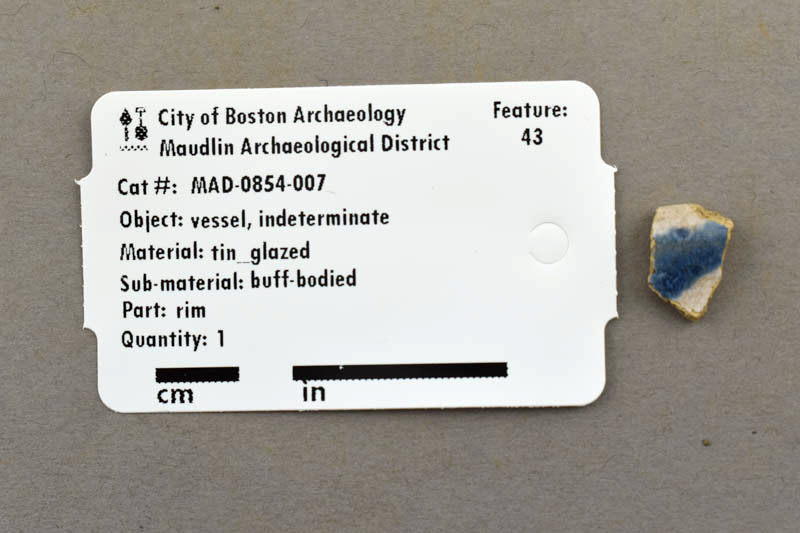 City of Boston Archaeology
Maudlin Archaeological District
Feature:
43
Cat #: MAD-0854-007
Object: vessel, indeterminate
Material: tin_glazed
Sub-material: buff-bodied
Part: rim
Quantity: 1
cm
in